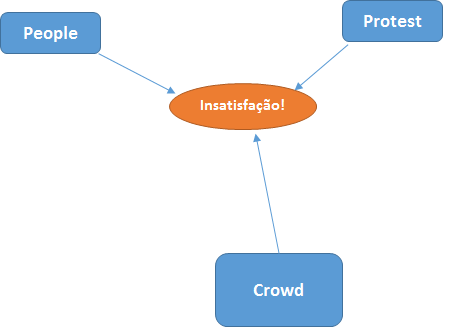 People
Protest
Insatisfação!
Crowd